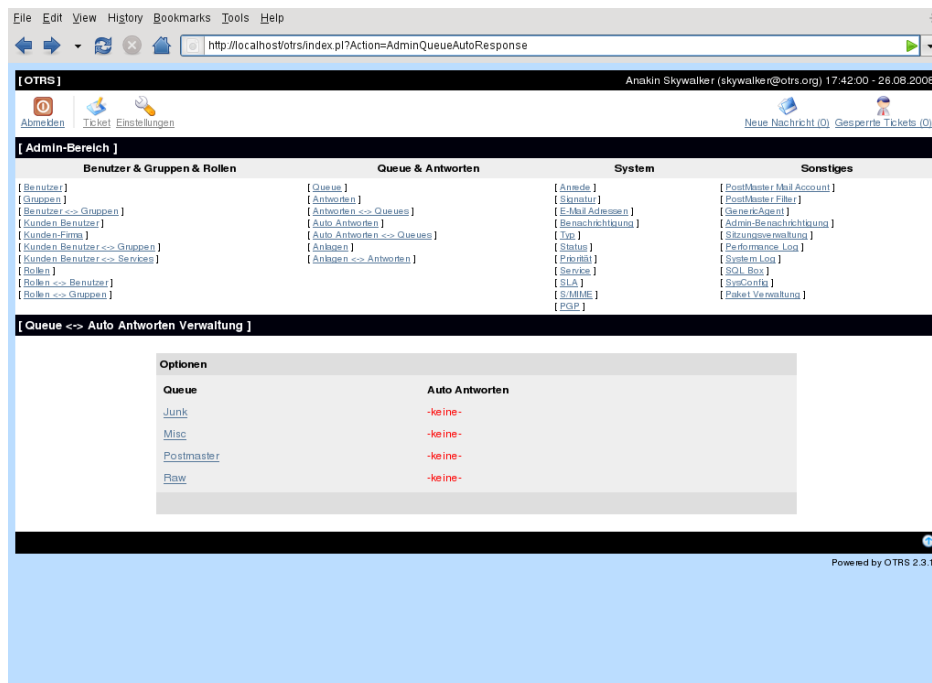 File Edit View History Bookmarks Tools Help
http://localhost/otrs/index.pl?Action=AdminQueueAutoResponse
[ OTRS ] Anakin Skywalker (skywalker@otrs.org) 17:42:00 - 26.08.2008
Abmelden Ticket Einstellungen Neue Nachricht (0) Gesperrte Tickets (0)
[ Admin-Bereich ]
Benutzer & Gruppen & Rollen Queue & Antworten System Sonstiges
[ Benutzer ] [ Queue ] [ Anrede ] [ PostMaster Mail Account ]
[ Gruppen ] [ Antworten ] [ Signatur ] [ PostMaster Filter ]
[ Benutzer <-> Gruppen ] [ Antworten <-> Queues ] [ E-Mail Adressen ] [ GenericAgent ]
[ Kunden Benutzer ] [ Auto Antworten ] [ Benachrichtigung ] [ Admin-Benachrichtigung ]
[ Kunden-Firma ] [ Auto Antworten <-> Queues ] [ Typ ] [ Sitzungsverwaltung ]
[ Kunden Benutzer <-> Gruppen ] [ Anlagen ] [ Status ] [ Performance Log ]
[ Kunden Benutzer <-> Services ] [ Anlagen <-> Antworten ] [ Priorität ] [ System Log ]
[ Rollen ] [ Service ] [ SQL Box ]
[ Rollen <-> Benutzer ] [ SLA ] [ SysConfig ]
[ Rollen <-> Gruppen ] [ S/MIME ] [ Paket Verwaltung ]
[ PGP ]
[ Queue <-> Auto Antworten Verwaltung ]
Optionen
Queue Auto Antworten
Junk -keine-
Misc -keine-
Postmaster -keine-
Raw -keine-
Powered by OTRS 2.3.1